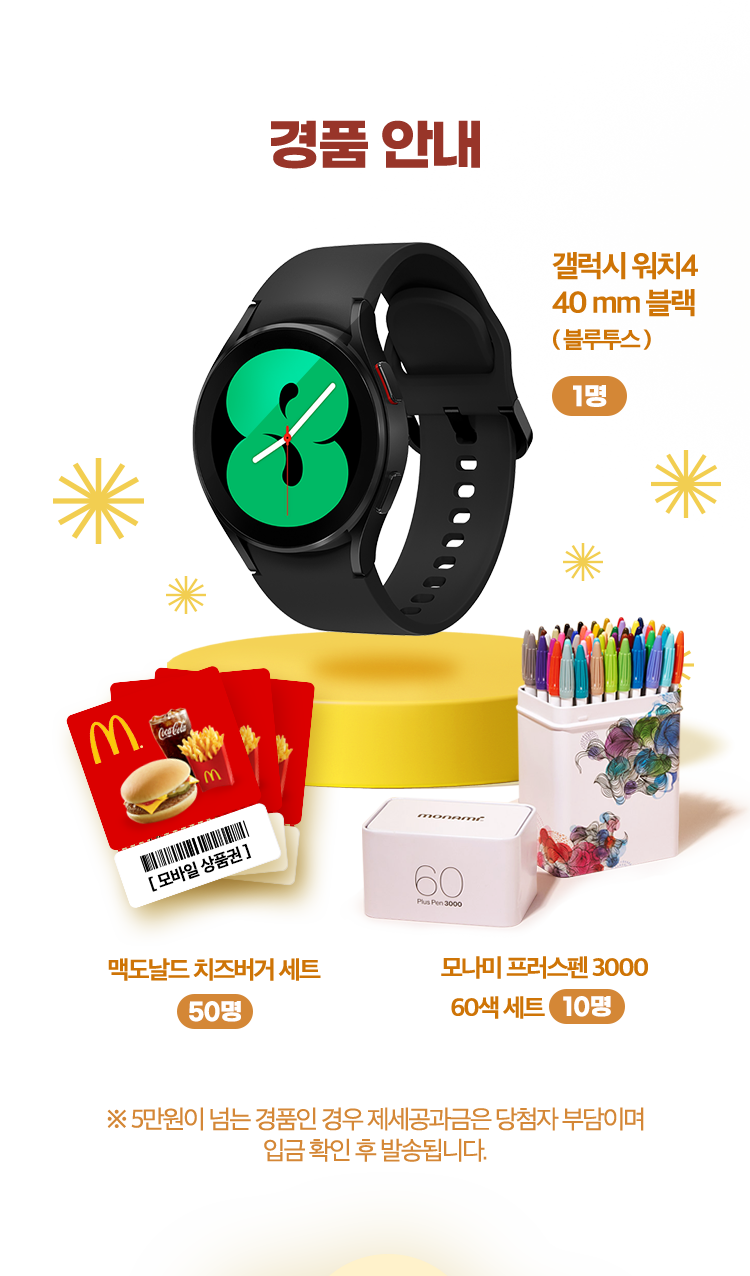 경품 안내
갤럭시 워치4
40 mm 블랙
( 블루투스 )
1명
Coca-Cola
[ 모바일 상품권 ]
monami
60
Plus Pen 3000
맥도날드 치즈버거 세트
50명
모나미 프러스펜 3000
60색 세트 10명
※ 5만원이 넘는 경품인 경우 제세공과금은 당첨자 부담이며
입금 확인 후 발송됩니다.